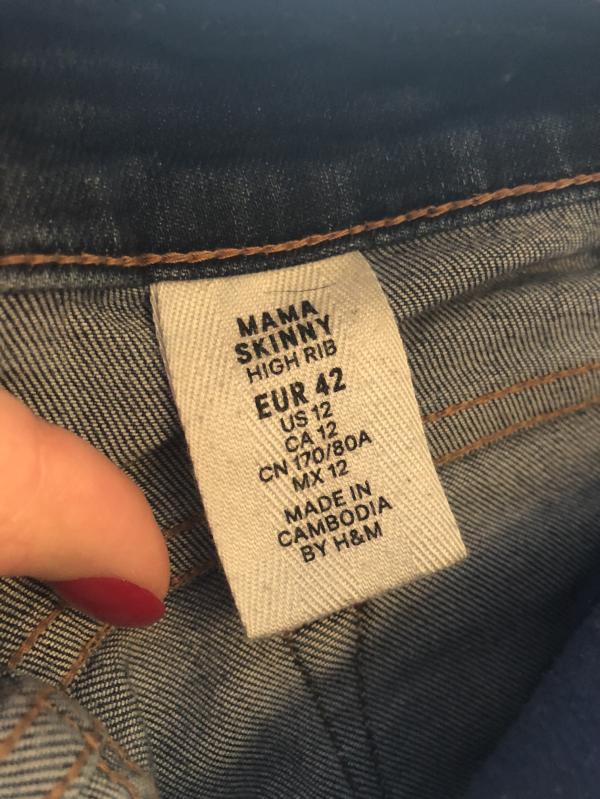 MAMA
SKINNY
HIGH RIB
EUR 42
US 12
CA 12
CN 170/80A
MX 12
MADE IN
CAMBODIA
BY H&M